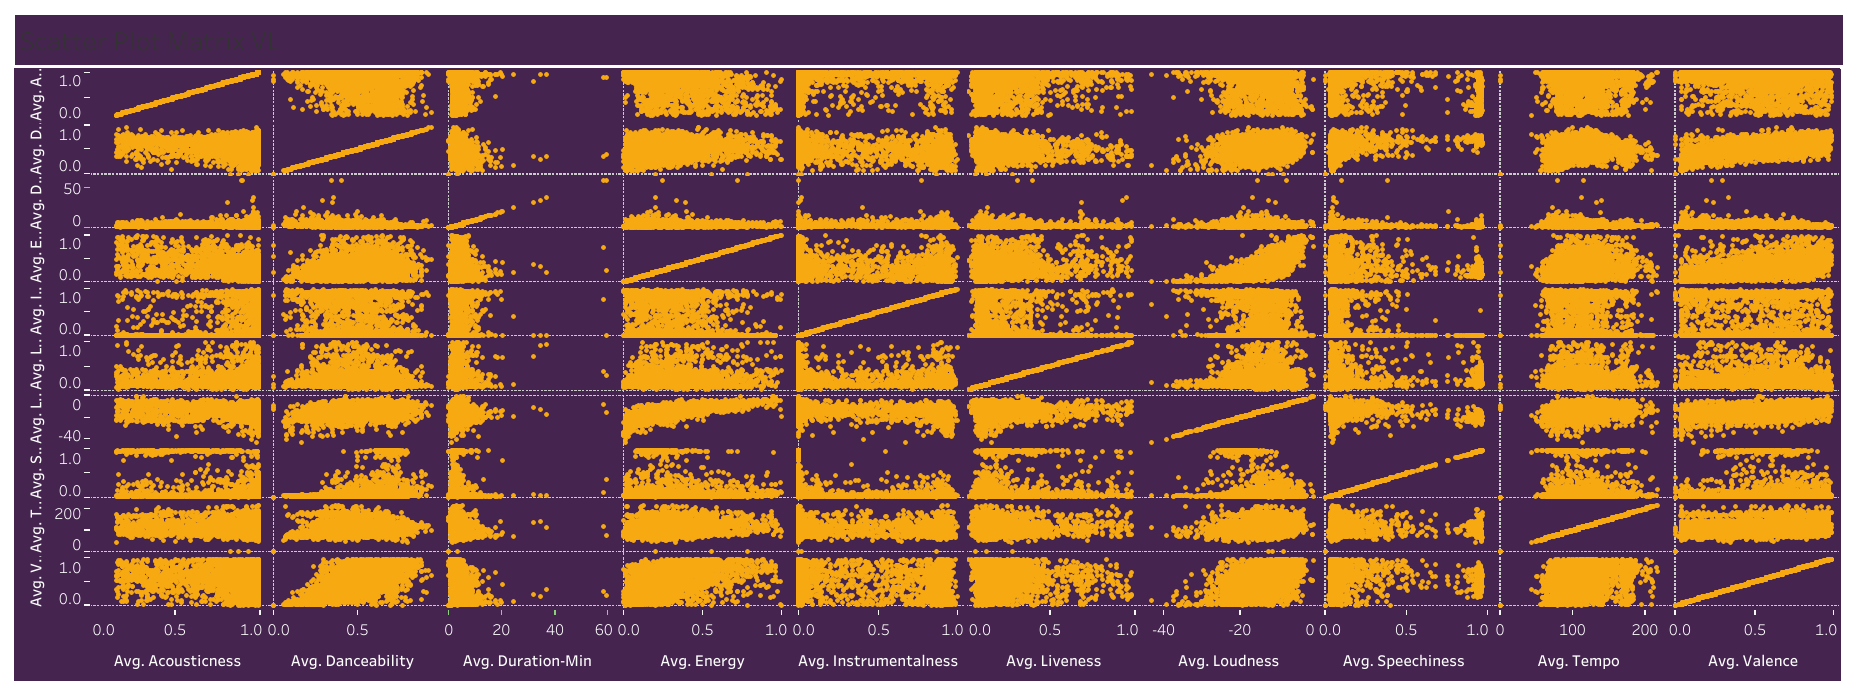 Scatter Plot Matrix VI.
Avg. A..
1.0
0.0
Avg. D..
1.0
0.0
Avg. D..
50
0
Avg. E..
1.0
0.0
Avg. I..
1.0
0.0
Avg. L..
1.0
0.0
Avg. L..
0
-40
Avg. S..
1.0
0.0
Avg. T..
200
0
Avg. V..
1.0
0.0
0.0 0.5 1.0 0.0 0.5 0 20 40 60 0.0 0.5 1.0 0.0 0.5 1.0 0.0 0.5 1.0 -40 -20 0 0.0 0.5 1.0 0 100 200 0.0 0.5 1.0
Avg. Acousticness Avg. Danceability Avg. Duration-Min Avg. Energy Avg. Instrumentalness Avg. Liveness Avg. Loudness Avg. Speechiness Avg. Tempo Avg. Valence